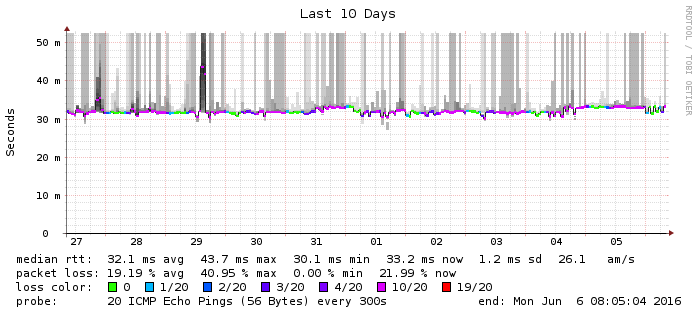 Last 10 Days
RRDTOOL / TOBI OETIKER
Seconds
50 m
40 m
30 m
20 m
10 m
0
27 28 29 30 31 01 02 03 04 05
median rtt: 32.1 ms avg 43.7 ms max 30.1 ms min 33.2 ms now 1.2 ms sd 26.1 am/s
packet loss: 19.19 % avg 40.95 % max 0.00 % min 21.99 % now
loss color: 0 1/20 2/20 3/20 4/20 10/20 19/20
probe: 20 ICMP Echo Pings (56 Bytes) every 300s end: Mon Jun 6 08:05:04 2016